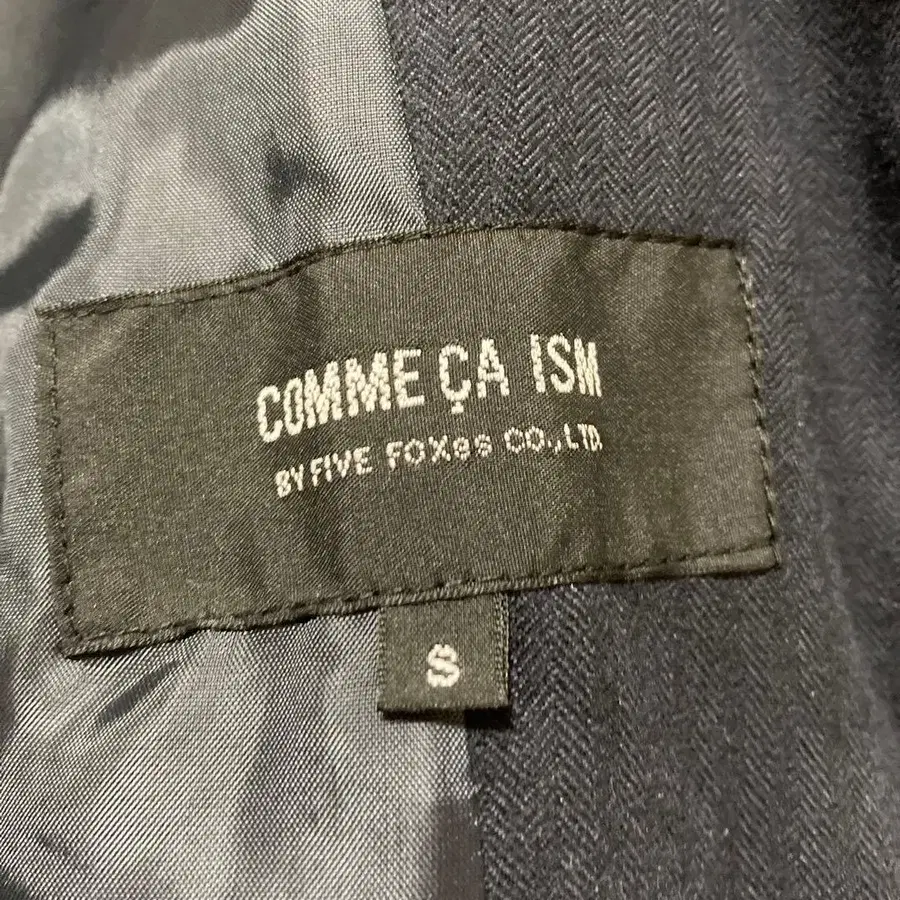 COMME ÇA ISM
BY FIVE FOXes CO.,LTD.
S